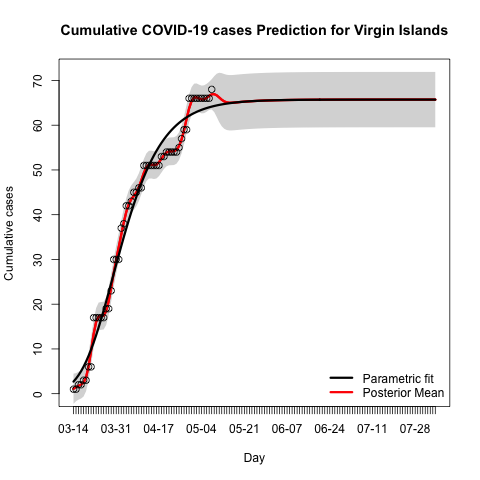 Cumulative COVID-19 cases Prediction for Virgin Islands
Cumulative cases
70
60
50
40
30
20
10
0
Parametric fit
Posterior Mean
03-14 03-31 04-17 05-04 05-21 06-07 06-24 07-11 07-28
Day